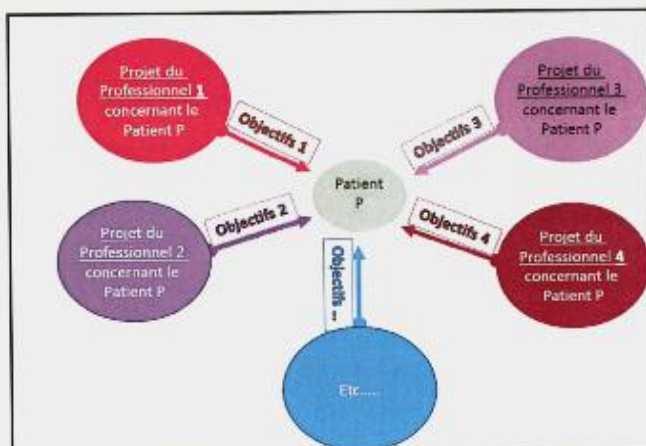 Projet du
Professionnel 1
concernant le
Patient P
Objectifs 1
Projet du
Professionnel 3
concernant le
Patient P
Objectifs 3
Patient
P
Projet du
Professionnel 2
concernant le
Patient P
Objectifs 2
Projet du
Professionnel 4
concernant le
Patient P
Objectifs 4
Objectifs ...
Etc.....